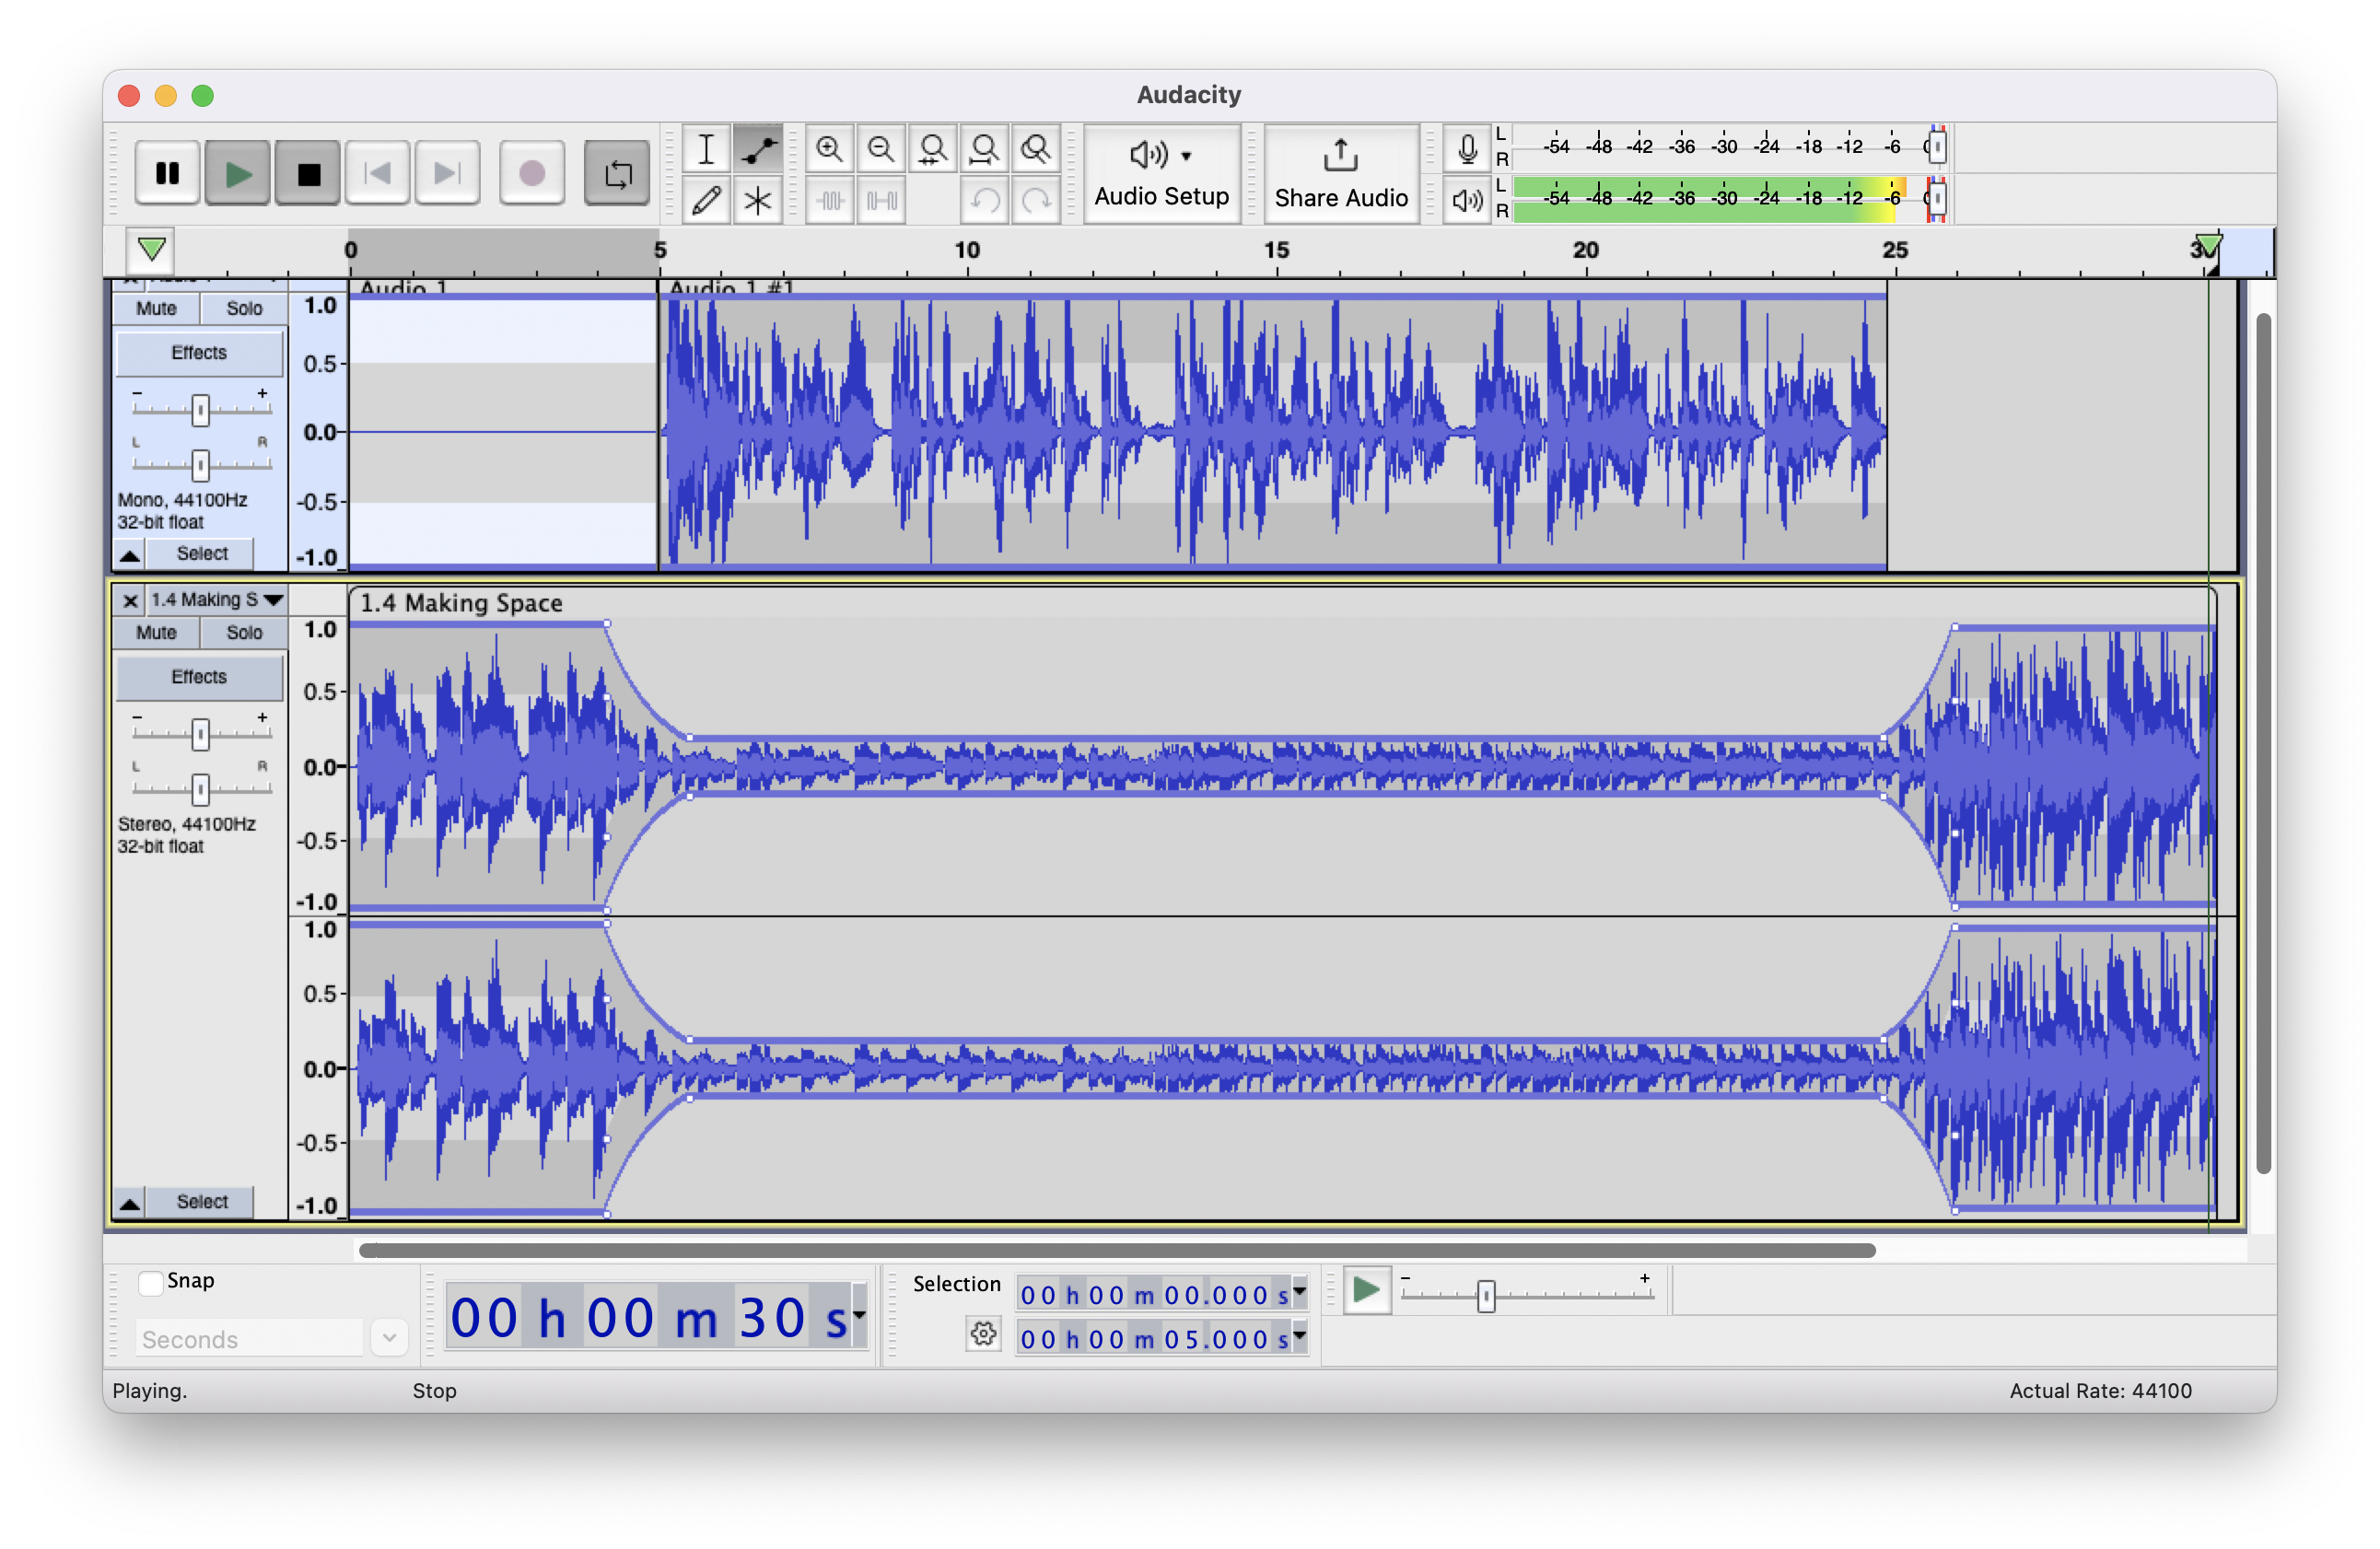 Audacity
Audio Setup
Share Audio
L
R
-54 -48 -42 -36 -30 -24 -18 -12 -6 0
L
R
-54 -48 -42 -36 -30 -24 -18 -12 -6 0
0 5 10 15 20 25 30
Audio 1
Audio 1 #1
Mute Solo
Effects
- +
L R
Mono, 44100Hz
32-bit float
Select
1.0
0.5
0.0
-0.5
-1.0
x 1.4 Making S
1.4 Making Space
Mute Solo
Effects
- +
L R
Stereo, 44100Hz
32-bit float
Select
1.0
0.5
0.0
-0.5
-1.0
1.0
0.5
0.0
-0.5
-1.0
Snap
Seconds
00 h 00 m 30 s
Selection
00 h 00 m 00.000 s
00 h 00 m 05.000 s
- +
Playing.
Stop
Actual Rate: 44100